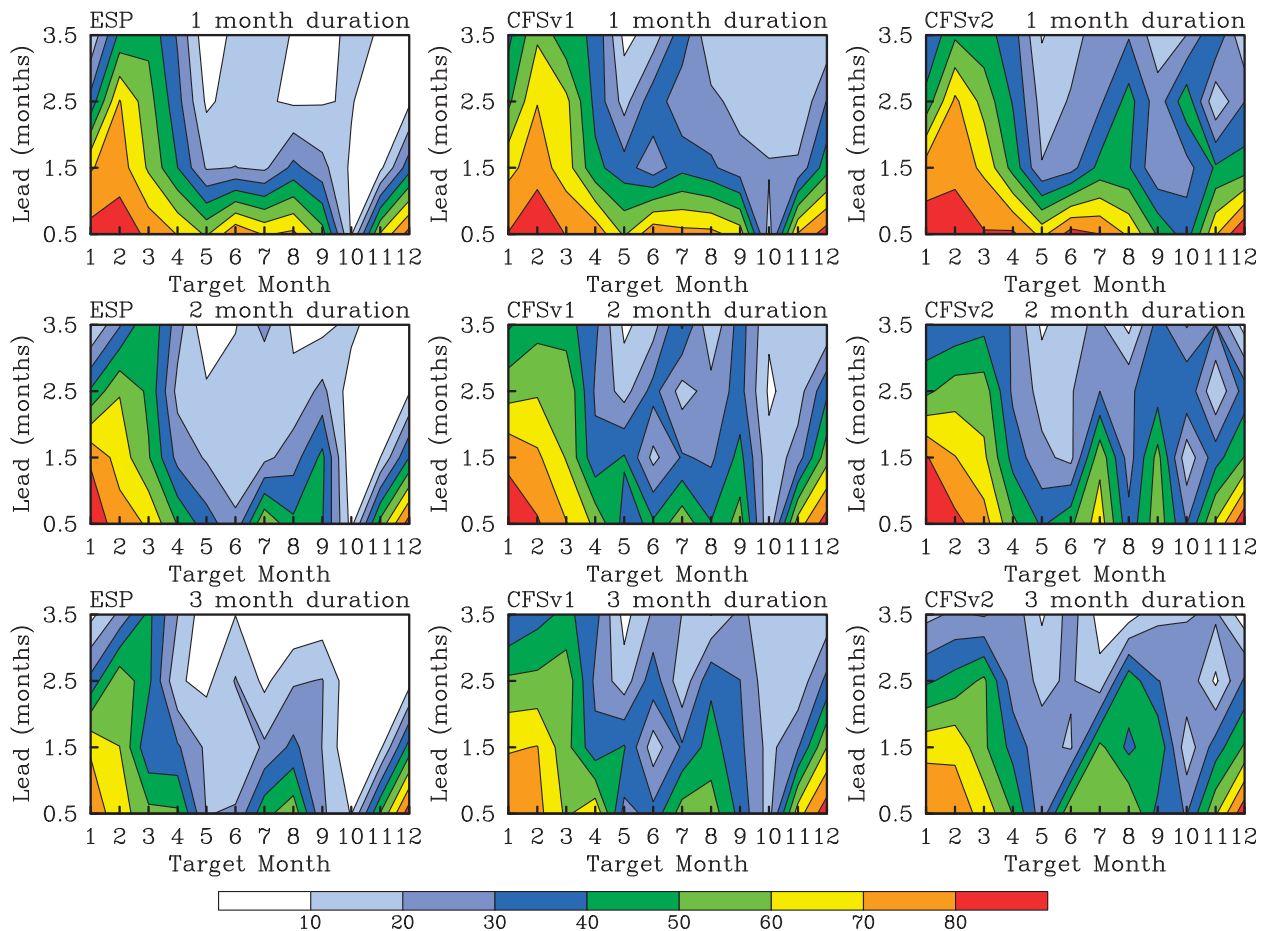 ESP 1 month duration CFSv1 1 month duration CFSv2 1 month duration
3.5 3.5 3.5
2.5 2.5 2.5
1.5 1.5 1.5
0.5 0.5 0.5
Lead (months) Lead (months) Lead (months)
1 2 3 4 5 6 7 8 9 10 11 12 1 2 3 4 5 6 7 8 9 10 11 12 1 2 3 4 5 6 7 8 9 10 11 12
Target Month Target Month Target Month
ESP 2 month duration CFSv1 2 month duration CFSv2 2 month duration
3.5 3.5 3.5
2.5 2.5 2.5
1.5 1.5 1.5
0.5 0.5 0.5
Lead (months) Lead (months) Lead (months)
1 2 3 4 5 6 7 8 9 10 11 12 1 2 3 4 5 6 7 8 9 10 11 12 1 2 3 4 5 6 7 8 9 10 11 12
Target Month Target Month Target Month
ESP 3 month duration CFSv1 3 month duration CFSv2 3 month duration
3.5 3.5 3.5
2.5 2.5 2.5
1.5 1.5 1.5
0.5 0.5 0.5
Lead (months) Lead (months) Lead (months)
1 2 3 4 5 6 7 8 9 10 11 12 1 2 3 4 5 6 7 8 9 10 11 12 1 2 3 4 5 6 7 8 9 10 11 12
Target Month Target Month Target Month
10 20 30 40 50 60 70 80